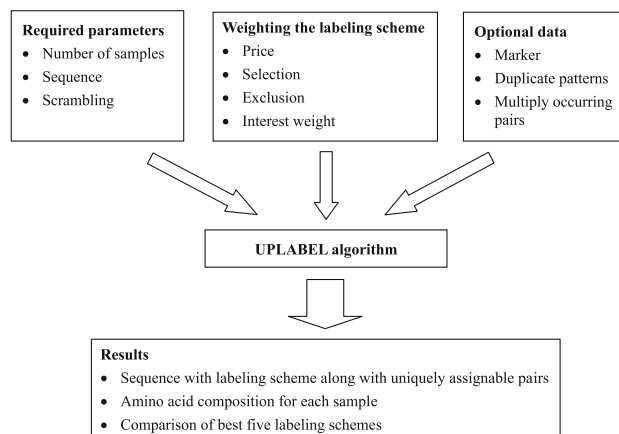 Required parameters
• Number of samples
• Sequence
• Scrambling
Weighting the labeling scheme
• Price
• Selection
• Exclusion
• Interest weight
Optional data
• Marker
• Duplicate patterns
• Multiply occurring
pairs
UPLABEL algorithm
Results
• Sequence with labeling scheme along with uniquely assignable pairs
• Amino acid composition for each sample
• Comparison of best five labeling schemes